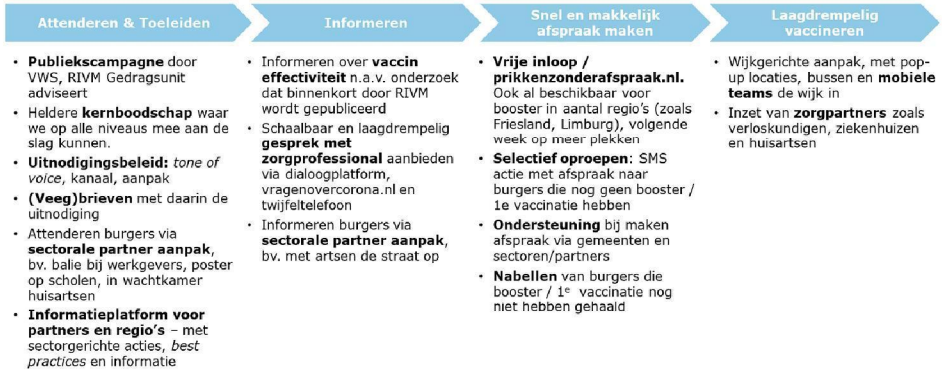 Attenderen & Toeleiden
Informeren
Snel en makkelijk
afspraak maken
Laagdrempelig
vaccineren
• Publiekscampagne door
VWS, RIVM Gedragsunit
adviseert
• Heldere kernboodschap waar
we op alle niveaus mee aan de
slag kunnen.
• Uitnodigingsbeleid: tone of
voice, kanaal, aanpak
• (Veeg)brieven met daarin de
uitnodiging
• Attenderen burgers via
sectorale partner aanpak,
bv. balie bij werkgevers, poster
op scholen, in wachtkamer
huisartsen
• Informatieplatform voor
partners en regio's – met
sectorgerichte acties, best
practices en informatie
• Informeren over vaccin
effectiviteit n.a.v. onderzoek
dat binnenkort door RIVM
wordt gepubliceerd
• Schaalbaar en laagdrempelig
gesprek met
zorgprofessional aanbieden
via dialoogplatform,
vragenovercorona.nl en
twijfeltelefoon
• Informeren burgers via
sectorale partner aanpak,
bv. met artsen de straat op
• Vrije inloop /
prikkenzonderafspraak.nl.
Ook al beschikbaar voor
booster in aantal regio's (zoals
Friesland, Limburg), volgende
week op meer plekken
• Selectief oproepen: SMS
actie met afspraak naar
burgers die nog geen booster /
1e vaccinatie hebben
• Ondersteuning bij maken
afspraak via gemeenten en
sectoren/partners
• Nabellen van burgers die
booster / 1e vaccinatie nog
niet hebben gehaald
• Wijkgerichte aanpak, met pop-
up locaties, bussen en mobiele
teams de wijk in
• Inzet van zorgpartners zoals
verloskundigen, ziekenhuizen
en huisartsen